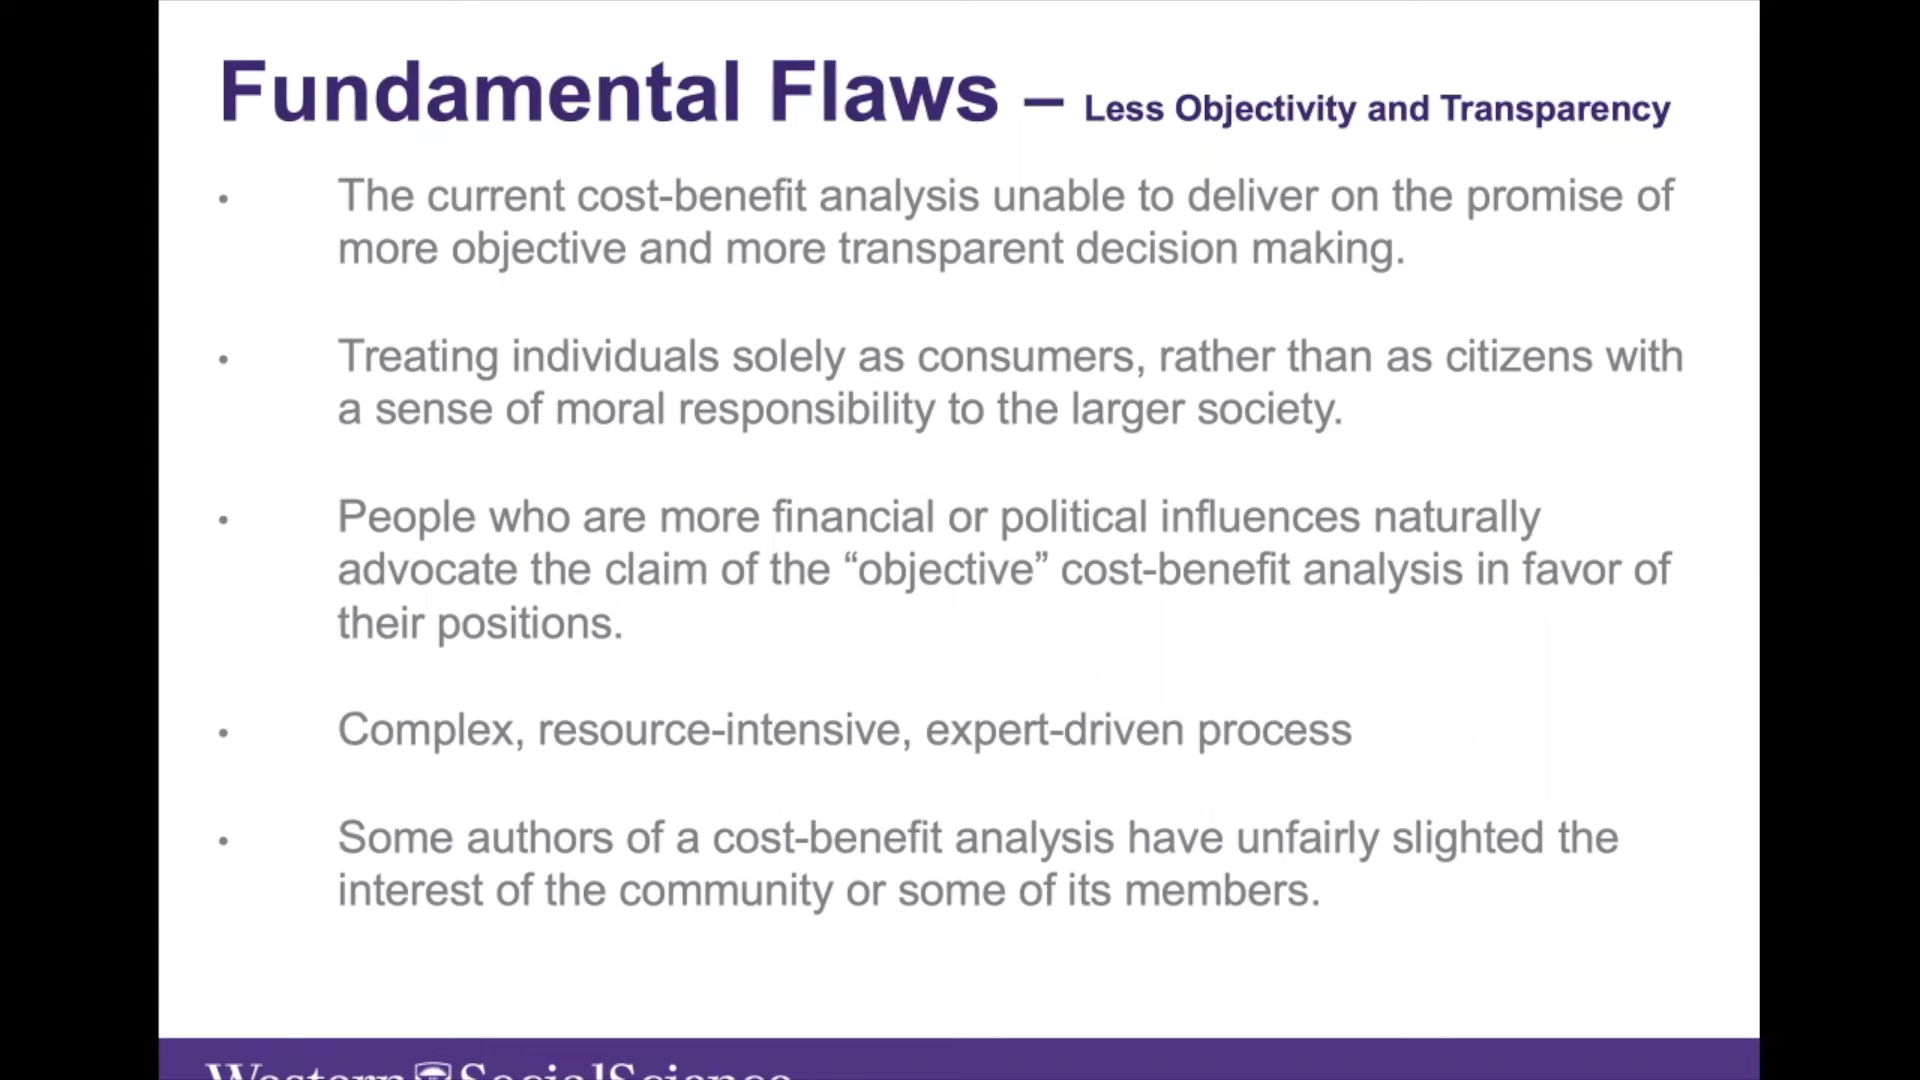 Fundamental Flaws – Less Objectivity and Transparency
• The current cost-benefit analysis unable to deliver on the promise of
more objective and more transparent decision making.
• Treating individuals solely as consumers, rather than as citizens with
a sense of moral responsibility to the larger society.
• People who are more financial or political influences naturally
advocate the claim of the “objective” cost-benefit analysis in favor of
their positions.
• Complex, resource-intensive, expert-driven process
• Some authors of a cost-benefit analysis have unfairly slighted the
interest of the community or some of its members.
Western SocialScience